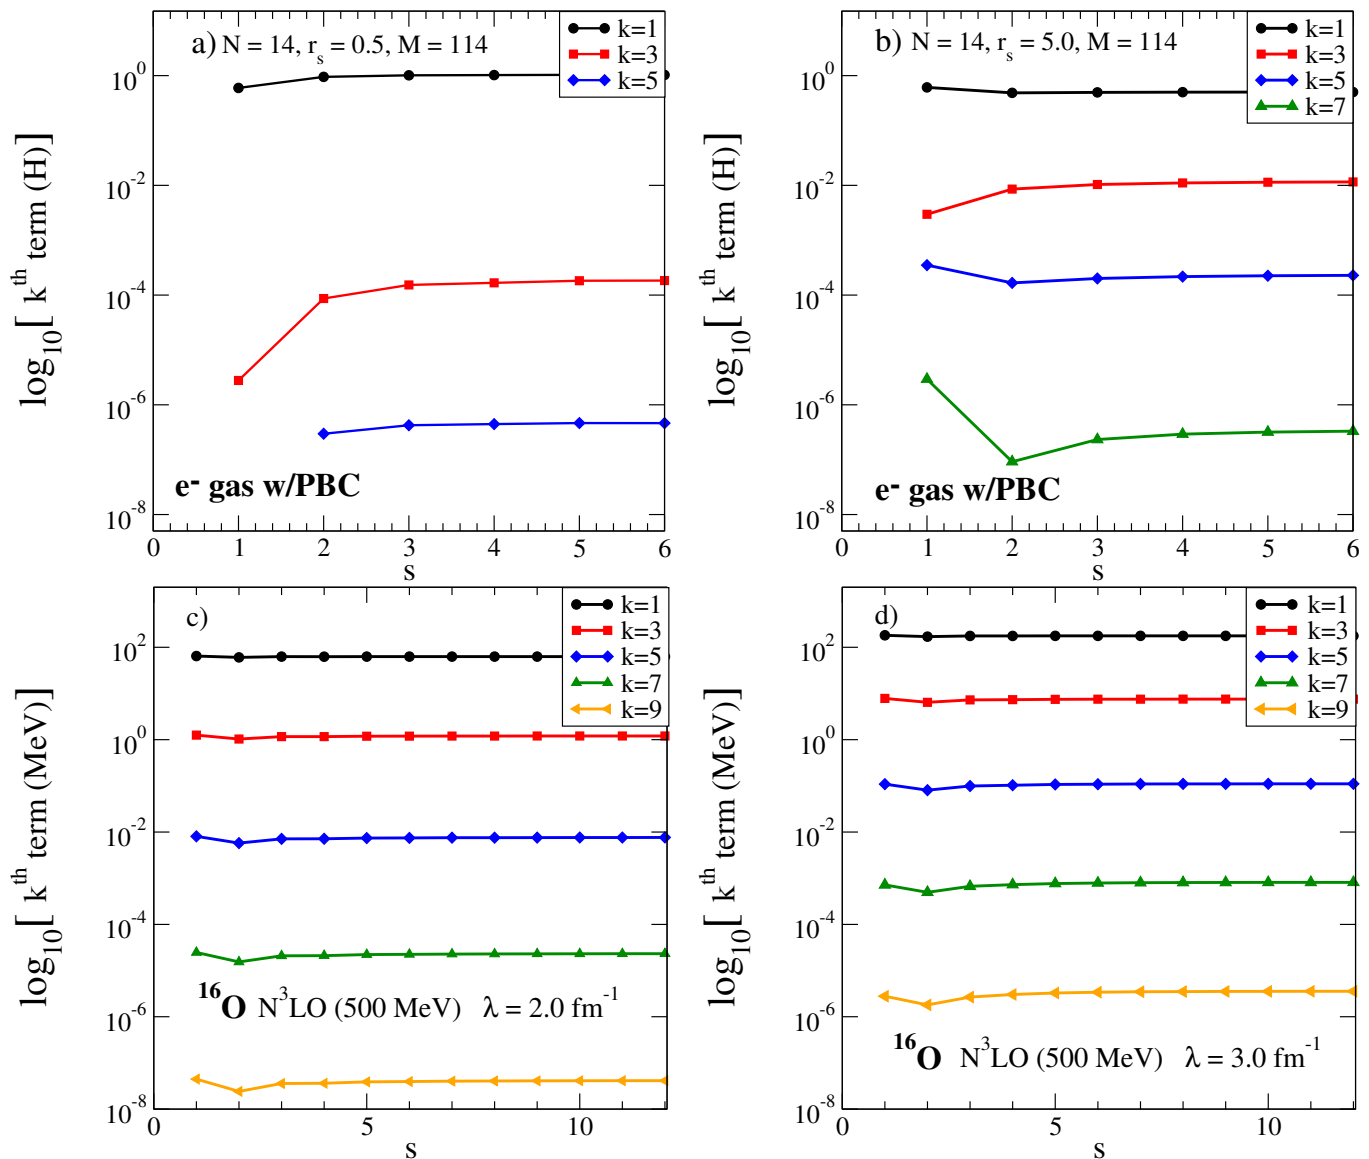 a) N = 14, r_s = 0.5, M = 114
k=1
k=3
k=5
10^0
10^-2
10^-4
10^-6
10^-8
log_10[ k^th term (H)]
e^- gas w/PBC
0 1 2 3 4 5 6
s
b) N = 14, r_s = 5.0, M = 114
k=1
k=3
k=5
k=7
10^0
10^-2
10^-4
10^-6
10^-8
log_10[ k^th term (H)]
e^- gas w/PBC
0 1 2 3 4 5 6
s
c)
k=1
k=3
k=5
k=7
k=9
10^2
10^0
10^-2
10^-4
10^-6
10^-8
log_10[ k^th term (MeV)]
^16O N^3LO (500 MeV) λ = 2.0 fm^-1
0 5 10
s
d)
k=1
k=3
k=5
k=7
k=9
10^2
10^0
10^-2
10^-4
10^-6
10^-8
log_10[ k^th term (MeV)]
^16O N^3LO (500 MeV) λ = 3.0 fm^-1
0 5 10
s